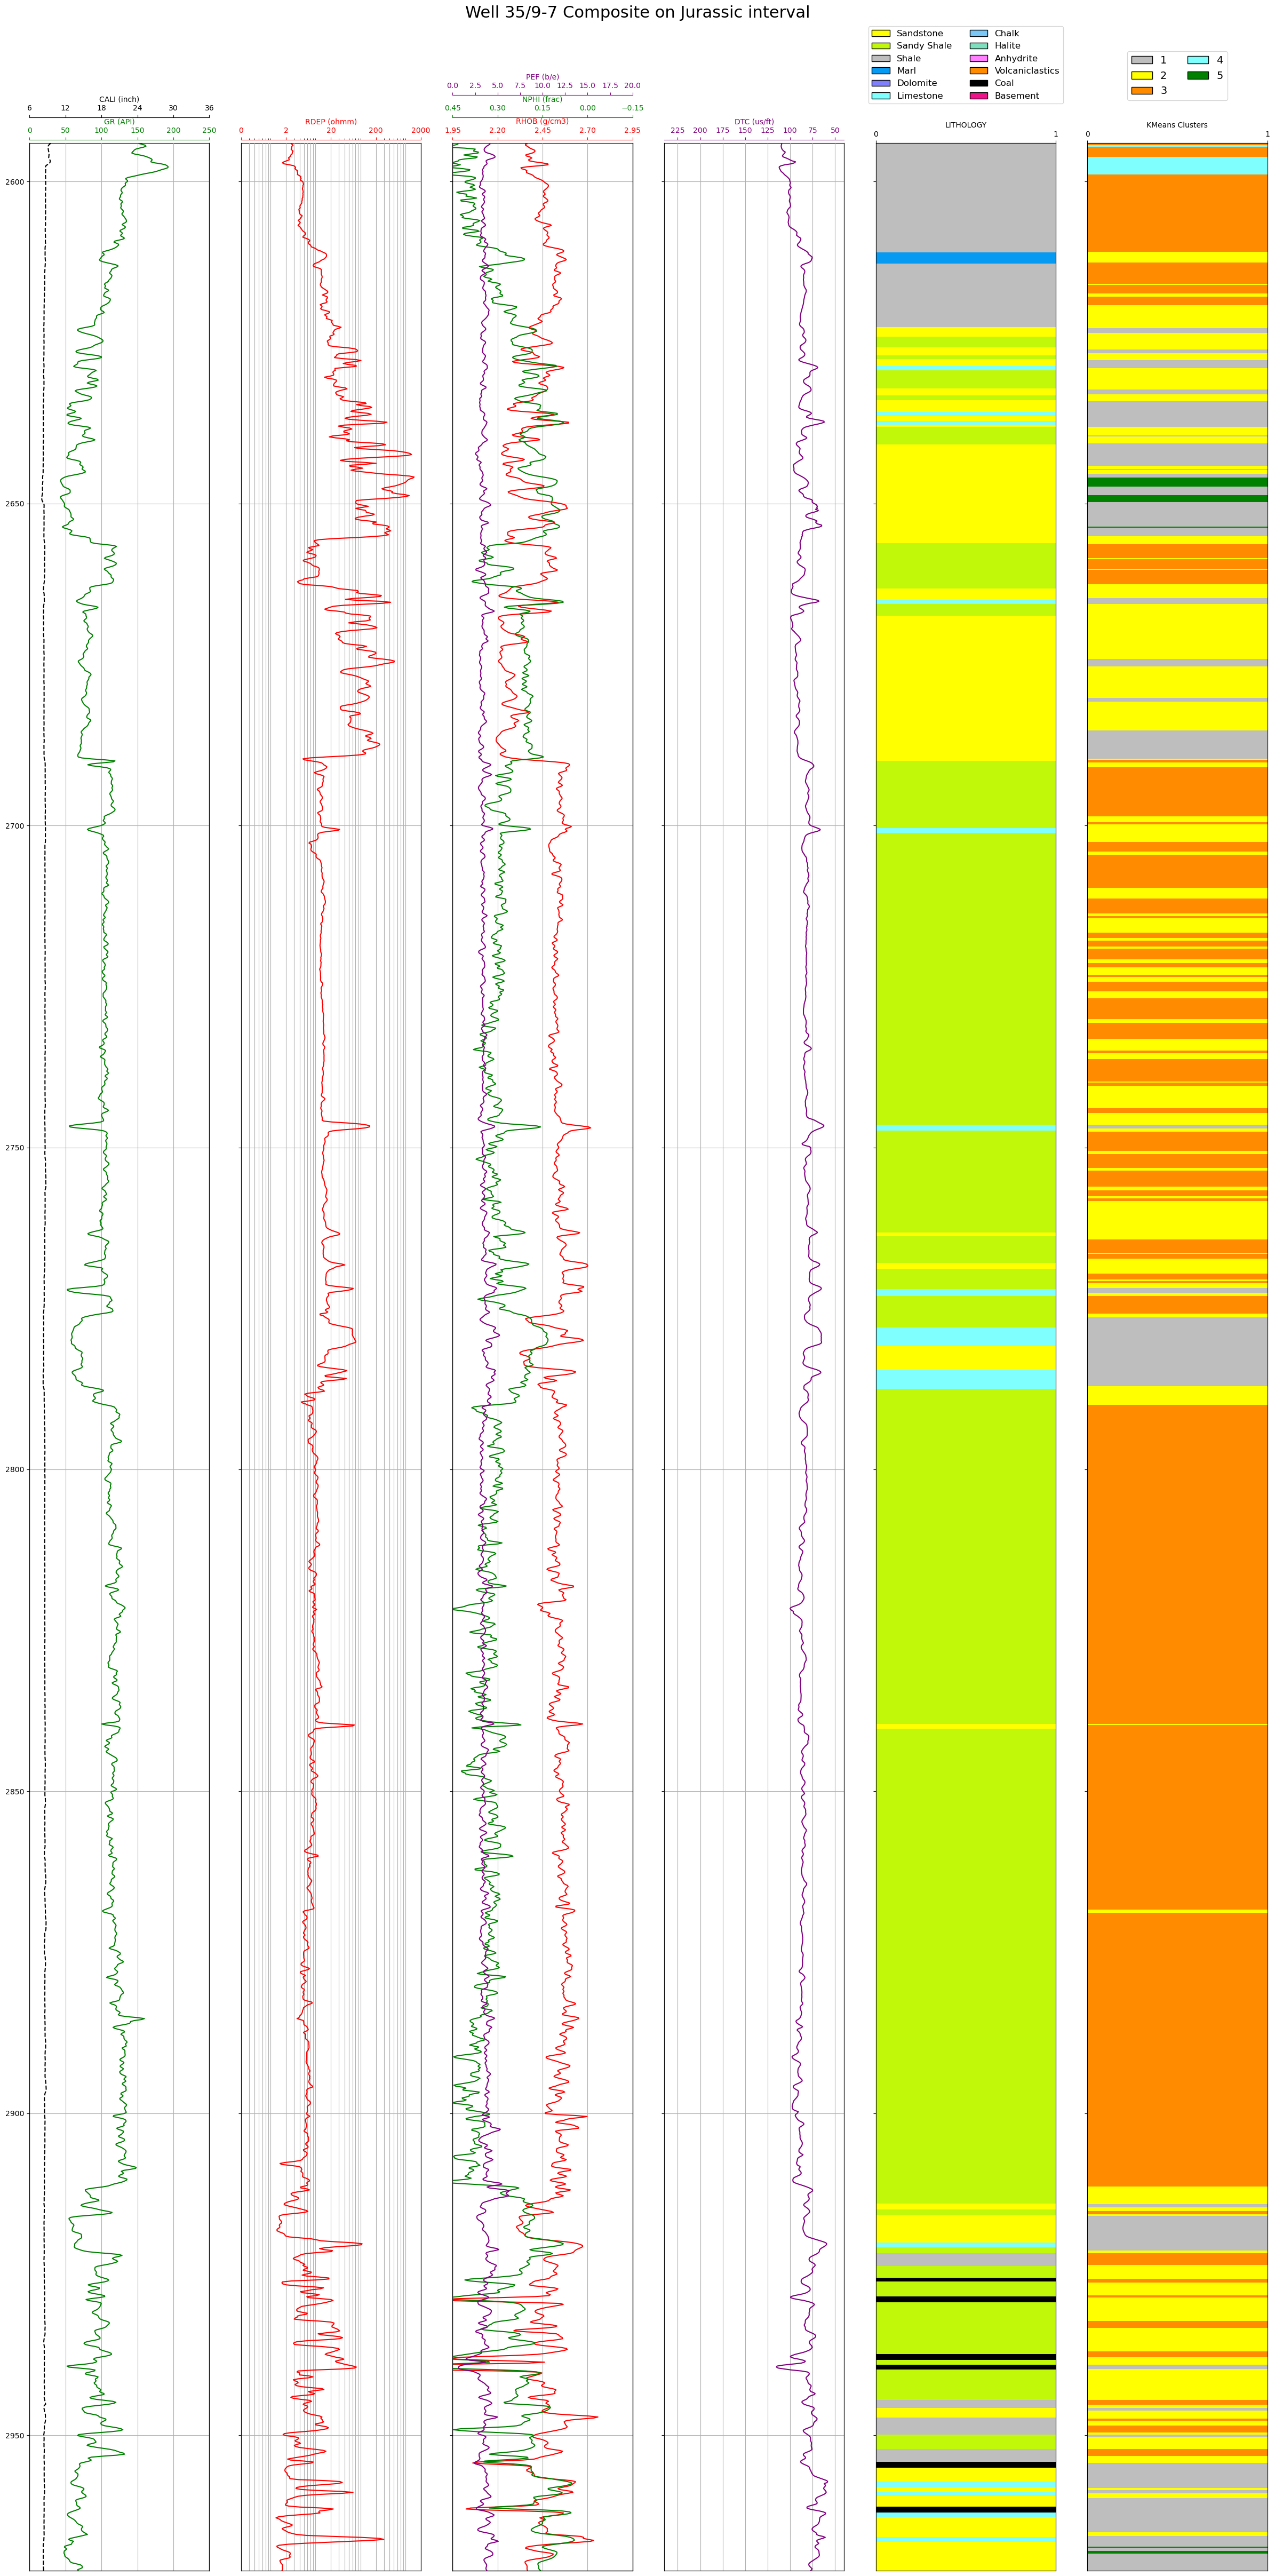 Well 35/9-7 Composite on Jurassic interval
Sandstone Chalk
Sandy Shale Halite
Shale Anhydrite
Marl Volcaniclastics
Dolomite Coal
Limestone Basement
1 4
2 5
3
PEF (b/e)
0.0 2.5 5.0 7.5 10.0 12.5 15.0 17.5 20.0
CALI (inch) NPHI (frac)
6 12 18 24 30 36 0.45 0.30 0.15 0.00 −0.15
GR (API) RDEP (ohmm) RHOB (g/cm3) DTC (us/ft) LITHOLOGY KMeans Clusters
0 50 100 150 200 250 0 2 20 200 2000 1.95 2.20 2.45 2.70 2.95 225 200 175 150 125 100 75 50 0 1 0 1
2600
2650
2700
2750
2800
2850
2900
2950